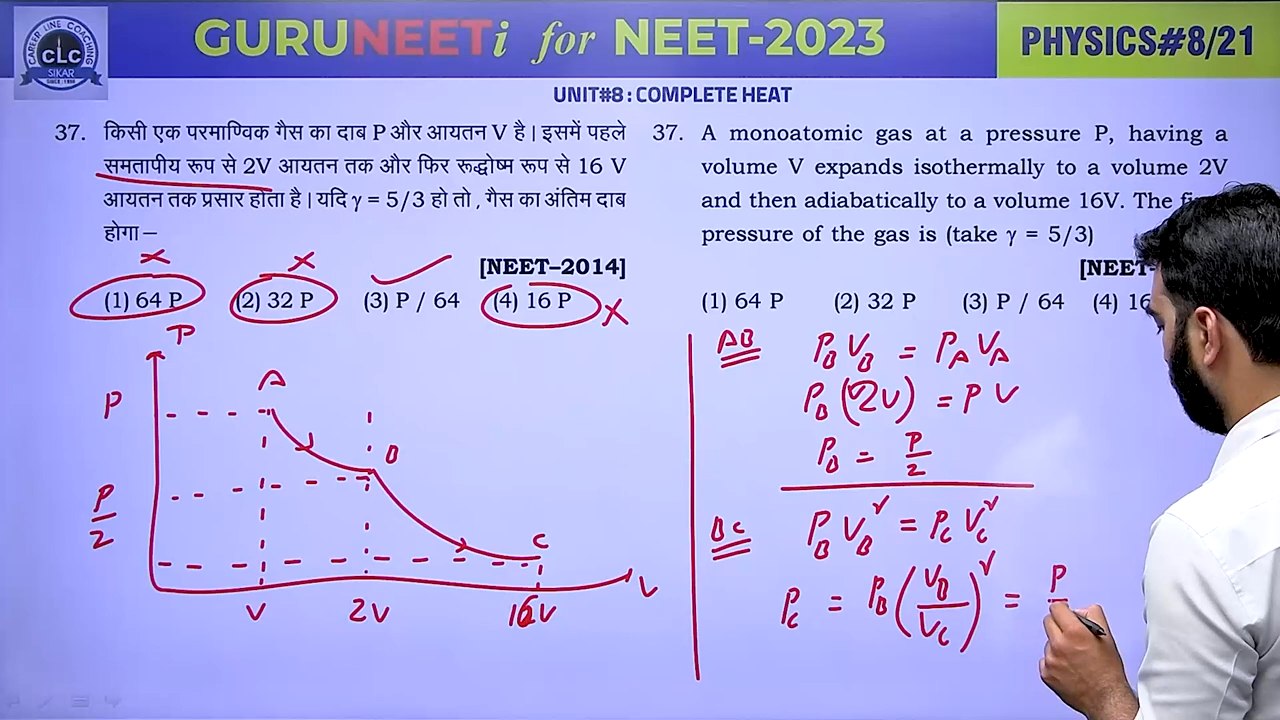 CAREER LINE COACHING
CLC
SIKAR
SINCE : 1996
GURUNEETi for NEET-2023
PHYSICS#8/21
UNIT#8 : COMPLETE HEAT
37. किसी एक परमाण्विक गैस का दाब P और आयतन V है। इसमें पहले
समतापीय रूप से 2V आयतन तक और फिर रूद्धोष्म रूप से 16 V
आयतन तक प्रसार होता है। यदि γ = 5/3 हो तो , गैस का अंतिम दाब
होगा –
[NEET–2014]
(1) 64 P (2) 32 P (3) P / 64 (4) 16 P
37. A monoatomic gas at a pressure P, having a
volume V expands isothermally to a volume 2V
and then adiabatically to a volume 16V. The
pressure of the gas is (take γ = 5/3)
[NEET-
(1) 64 P (2) 32 P (3) P / 64 (4) 16
P
A
P
B
P/2
C
V 2V 16V V
AB P_B V_B = P_A V_A
P_B (2V) = P V
P_B = P/2
BC P_B V_B^γ = P_C V_C^γ
P_C = P_B (V_B/V_C)^γ = P